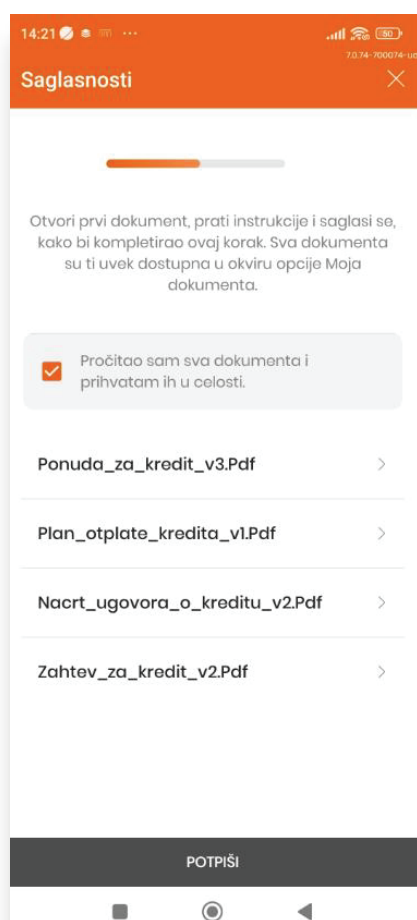 14:21
50
7.0.74-700074-ua
Saglasnosti
Otvori prvi dokument, prati instrukcije i saglasi se,
kako bi kompletirao ovaj korak. Sva dokumenta
su ti uvek dostupna u okviru opcije Moja
dokumenta.
Pročitao sam sva dokumenta i
prihvatam ih u celosti.
Ponuda_za_kredit_v3.Pdf
Plan_otplate_kredita_v1.Pdf
Nacrt_ugovora_o_kreditu_v2.Pdf
Zahtev_za_kredit_v2.Pdf
POTPIŠI